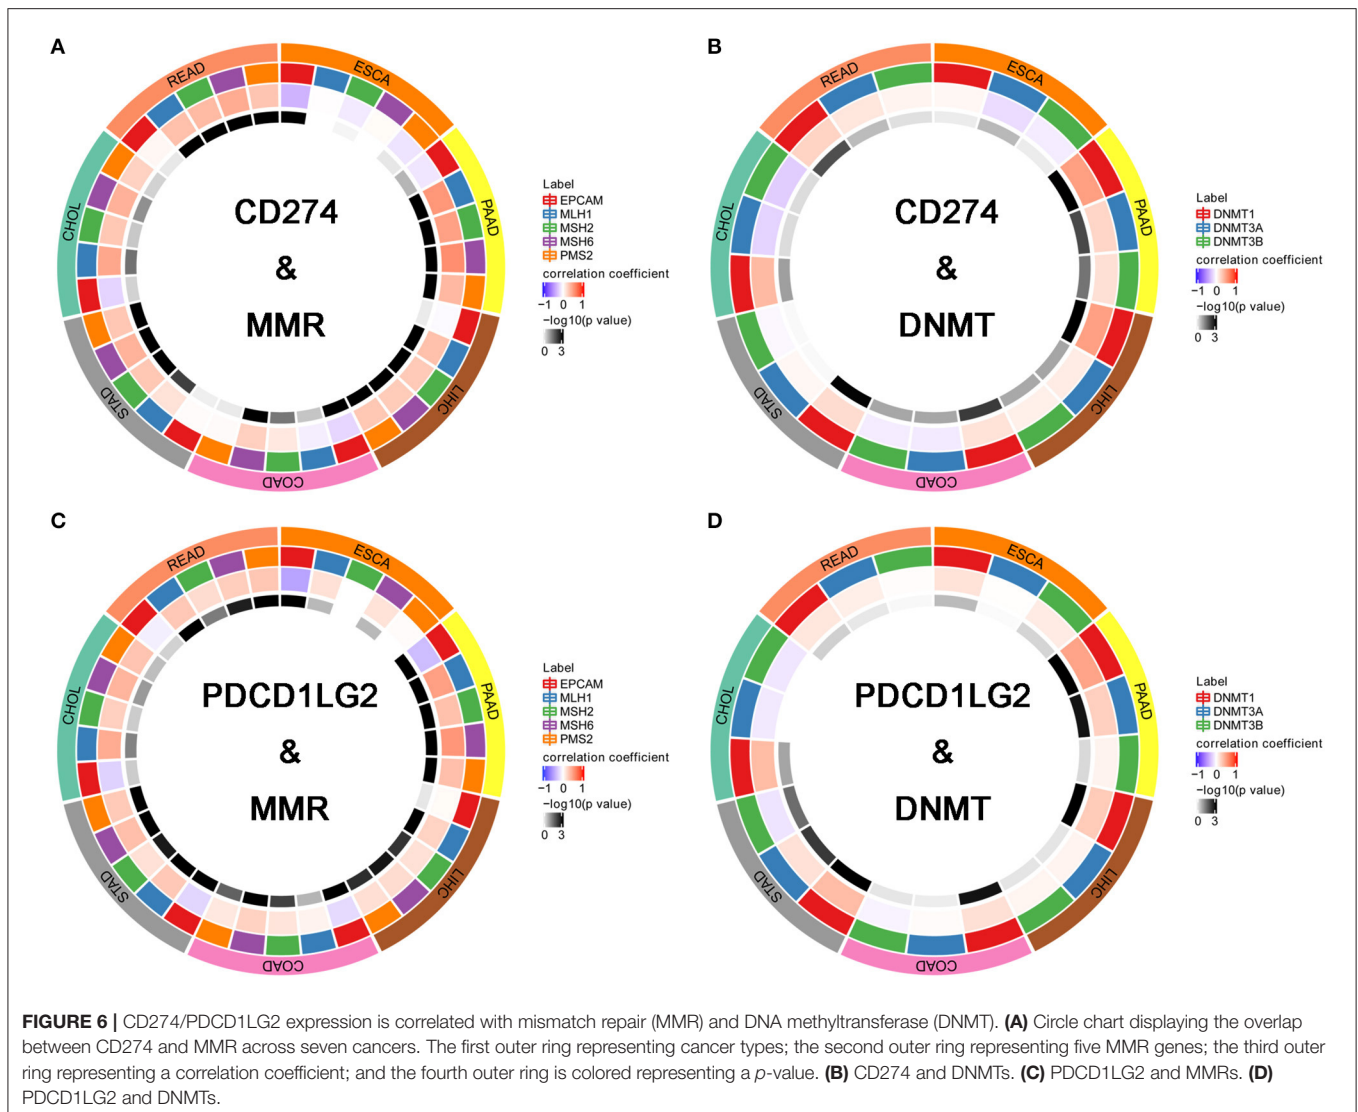 A
READ
ESCA
CHOL
PAAD
STAD
LIHC
COAD
CD274
&
MMR
Label
EPCAM
MLH1
MSH2
MSH6
PMS2
correlation coefficient
−1 0 1
−log10(p value)
0 3
B
READ
ESCA
CHOL
PAAD
STAD
LIHC
COAD
CD274
&
DNMT
Label
DNMT1
DNMT3A
DNMT3B
correlation coefficient
−1 0 1
−log10(p value)
0 3
C
READ
ESCA
CHOL
PAAD
STAD
LIHC
COAD
PDCD1LG2
&
MMR
Label
EPCAM
MLH1
MSH2
MSH6
PMS2
correlation coefficient
−1 0 1
−log10(p value)
0 3
D
READ
ESCA
CHOL
PAAD
STAD
LIHC
COAD
PDCD1LG2
&
DNMT
Label
DNMT1
DNMT3A
DNMT3B
correlation coefficient
−1 0 1
−log10(p value)
0 3
FIGURE 6 | CD274/PDCD1LG2 expression is correlated with mismatch repair (MMR) and DNA methyltransferase (DNMT). (A) Circle chart displaying the overlap
between CD274 and MMR across seven cancers. The first outer ring representing cancer types; the second outer ring representing five MMR genes; the third outer
ring representing a correlation coefficient; and the fourth outer ring is colored representing a p-value. (B) CD274 and DNMTs. (C) PDCD1LG2 and MMRs. (D)
PDCD1LG2 and DNMTs.